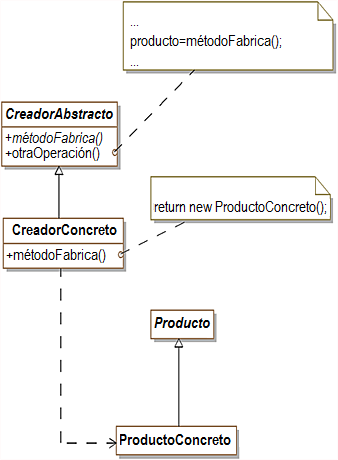 ...
producto=métodoFabrica();
...
CreadorAbstracto
+métodoFabrica()
+otraOperación()
CreadorConcreto
+métodoFabrica()
return new ProductoConcreto();
Producto
ProductoConcreto